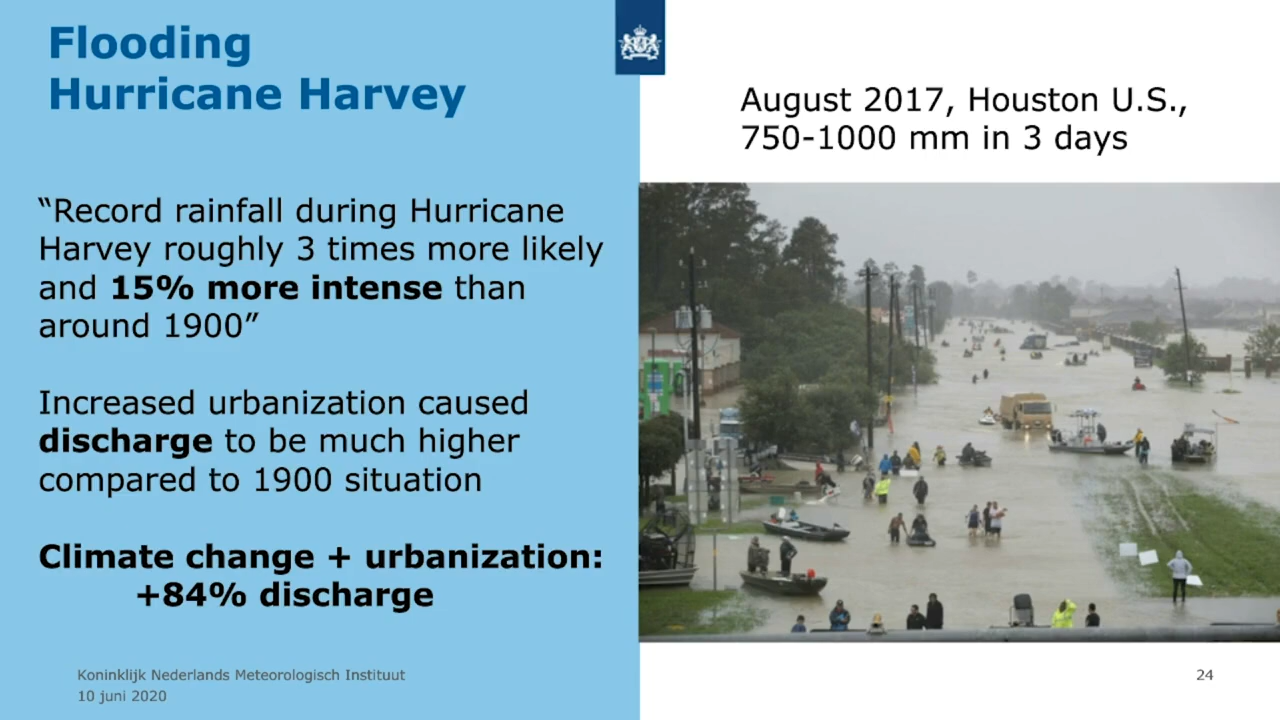 Flooding
Hurricane Harvey
August 2017, Houston U.S.,
750-1000 mm in 3 days
“Record rainfall during Hurricane
Harvey roughly 3 times more likely
and 15% more intense than
around 1900”
Increased urbanization caused
discharge to be much higher
compared to 1900 situation
Climate change + urbanization:
+84% discharge
Koninklijk Nederlands Meteorologisch Instituut
10 juni 2020
24